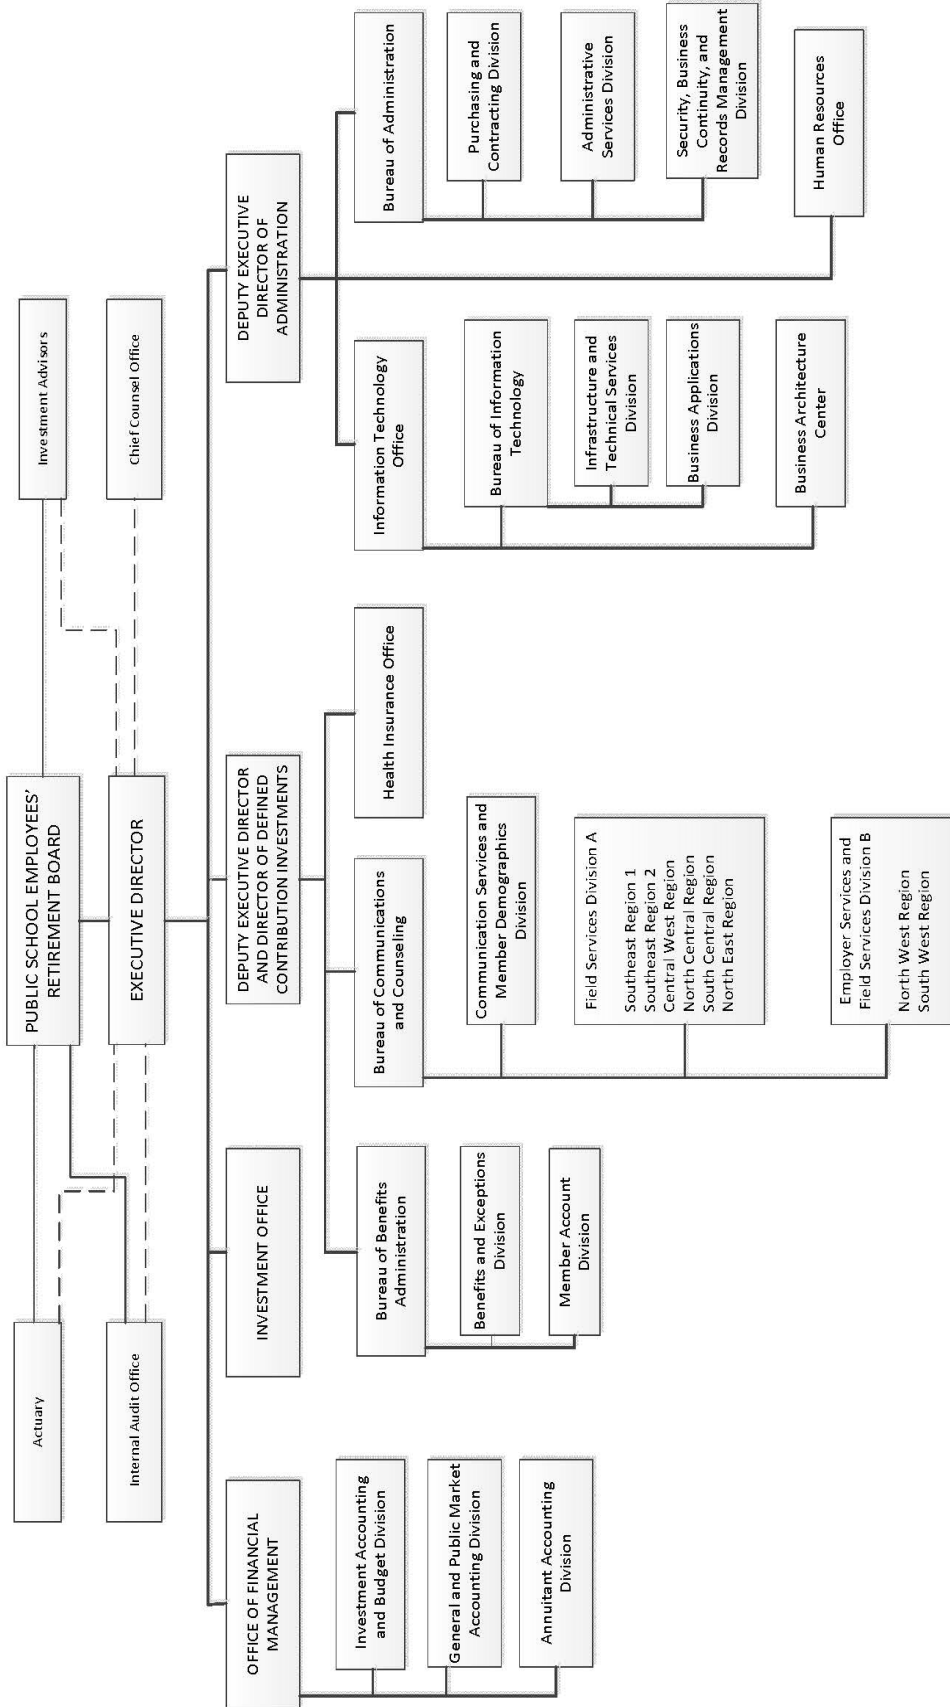 Actuary
PUBLIC SCHOOL EMPLOYEES’
RETIREMENT BOARD
Investment Advisors
Internal Audit Office
EXECUTIVE DIRECTOR
Chief Counsel Office
OFFICE OF FINANCIAL
MANAGEMENT
INVESTMENT OFFICE
DEPUTY EXECUTIVE DIRECTOR
AND DIRECTOR OF DEFINED
CONTRIBUTION INVESTMENTS
DEPUTY EXECUTIVE
DIRECTOR OF
ADMINISTRATION
Investment Accounting
and Budget Division
General and Public Market
Accounting Division
Annuitant Accounting
Division
Bureau of Benefits
Administration
Benefits and Exceptions
Division
Member Account
Division
Bureau of Communications
and Counseling
Communication Services and
Member Demographics
Division
Field Services Division A
Southeast Region 1
Southeast Region 2
Central West Region
North Central Region
South Central Region
North East Region
Employer Services and
Field Services Division B
North West Region
South West Region
Health Insurance Office
Information Technology
Office
Bureau of Information
Technology
Infrastructure and
Technical Services
Division
Business Applications
Division
Business Architecture
Center
Bureau of Administration
Purchasing and
Contracting Division
Administrative
Services Division
Security, Business
Continuity, and
Records Management
Division
Human Resources
Office